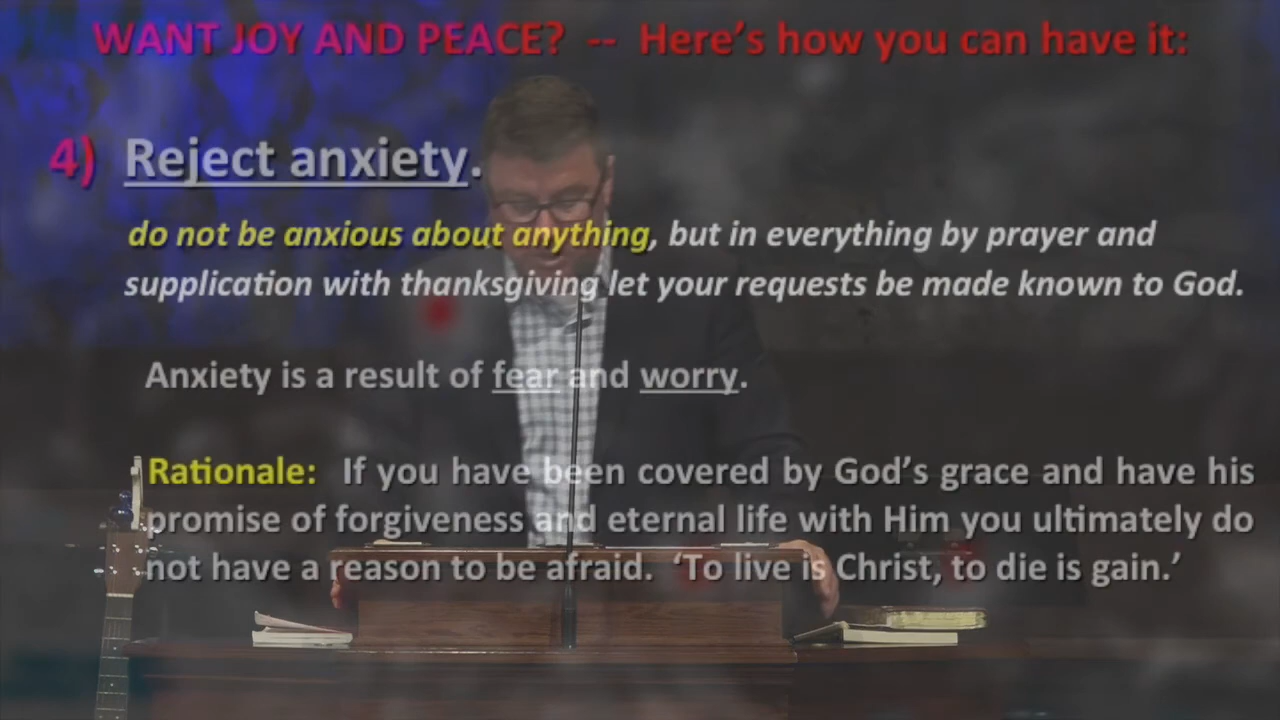 WANT JOY AND PEACE? -- Here's how you can have it:
4) Reject anxiety.
do not be anxious about anything, but in everything by prayer and
supplication with thanksgiving let your requests be made known to God.
Anxiety is a result of fear and worry.
Rationale: If you have been covered by God's grace and have his
promise of forgiveness and eternal life with Him you ultimately do
not have a reason to be afraid. ‘To live is Christ, to die is gain.’